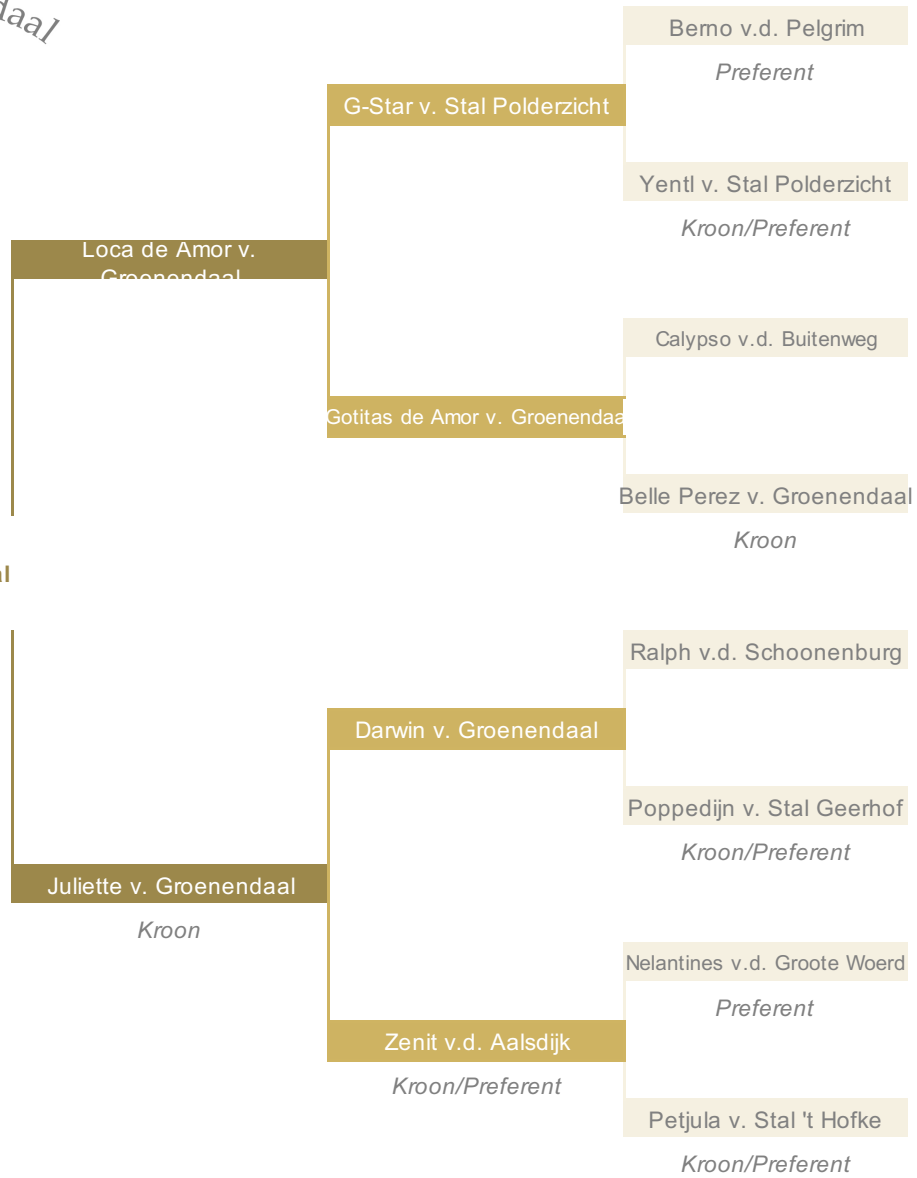 Berno v.d. Pelgrim
Preferent
G-Star v. Stal Polderzicht
Yentl v. Stal Polderzicht
Kroon/Preferent
Loca de Amor v.
Groenendaal
Calypso v.d. Buitenweg
Gotitas de Amor v. Groenendaal
Belle Perez v. Groenendaal
Kroon
Ralph v.d. Schoonenburg
Darwin v. Groenendaal
Poppedijn v. Stal Geerhof
Kroon/Preferent
Juliette v. Groenendaal
Kroon
Nelantines v.d. Groote Woerd
Preferent
Zenit v.d. Aalsdijk
Kroon/Preferent
Petjula v. Stal 't Hofke
Kroon/Preferent